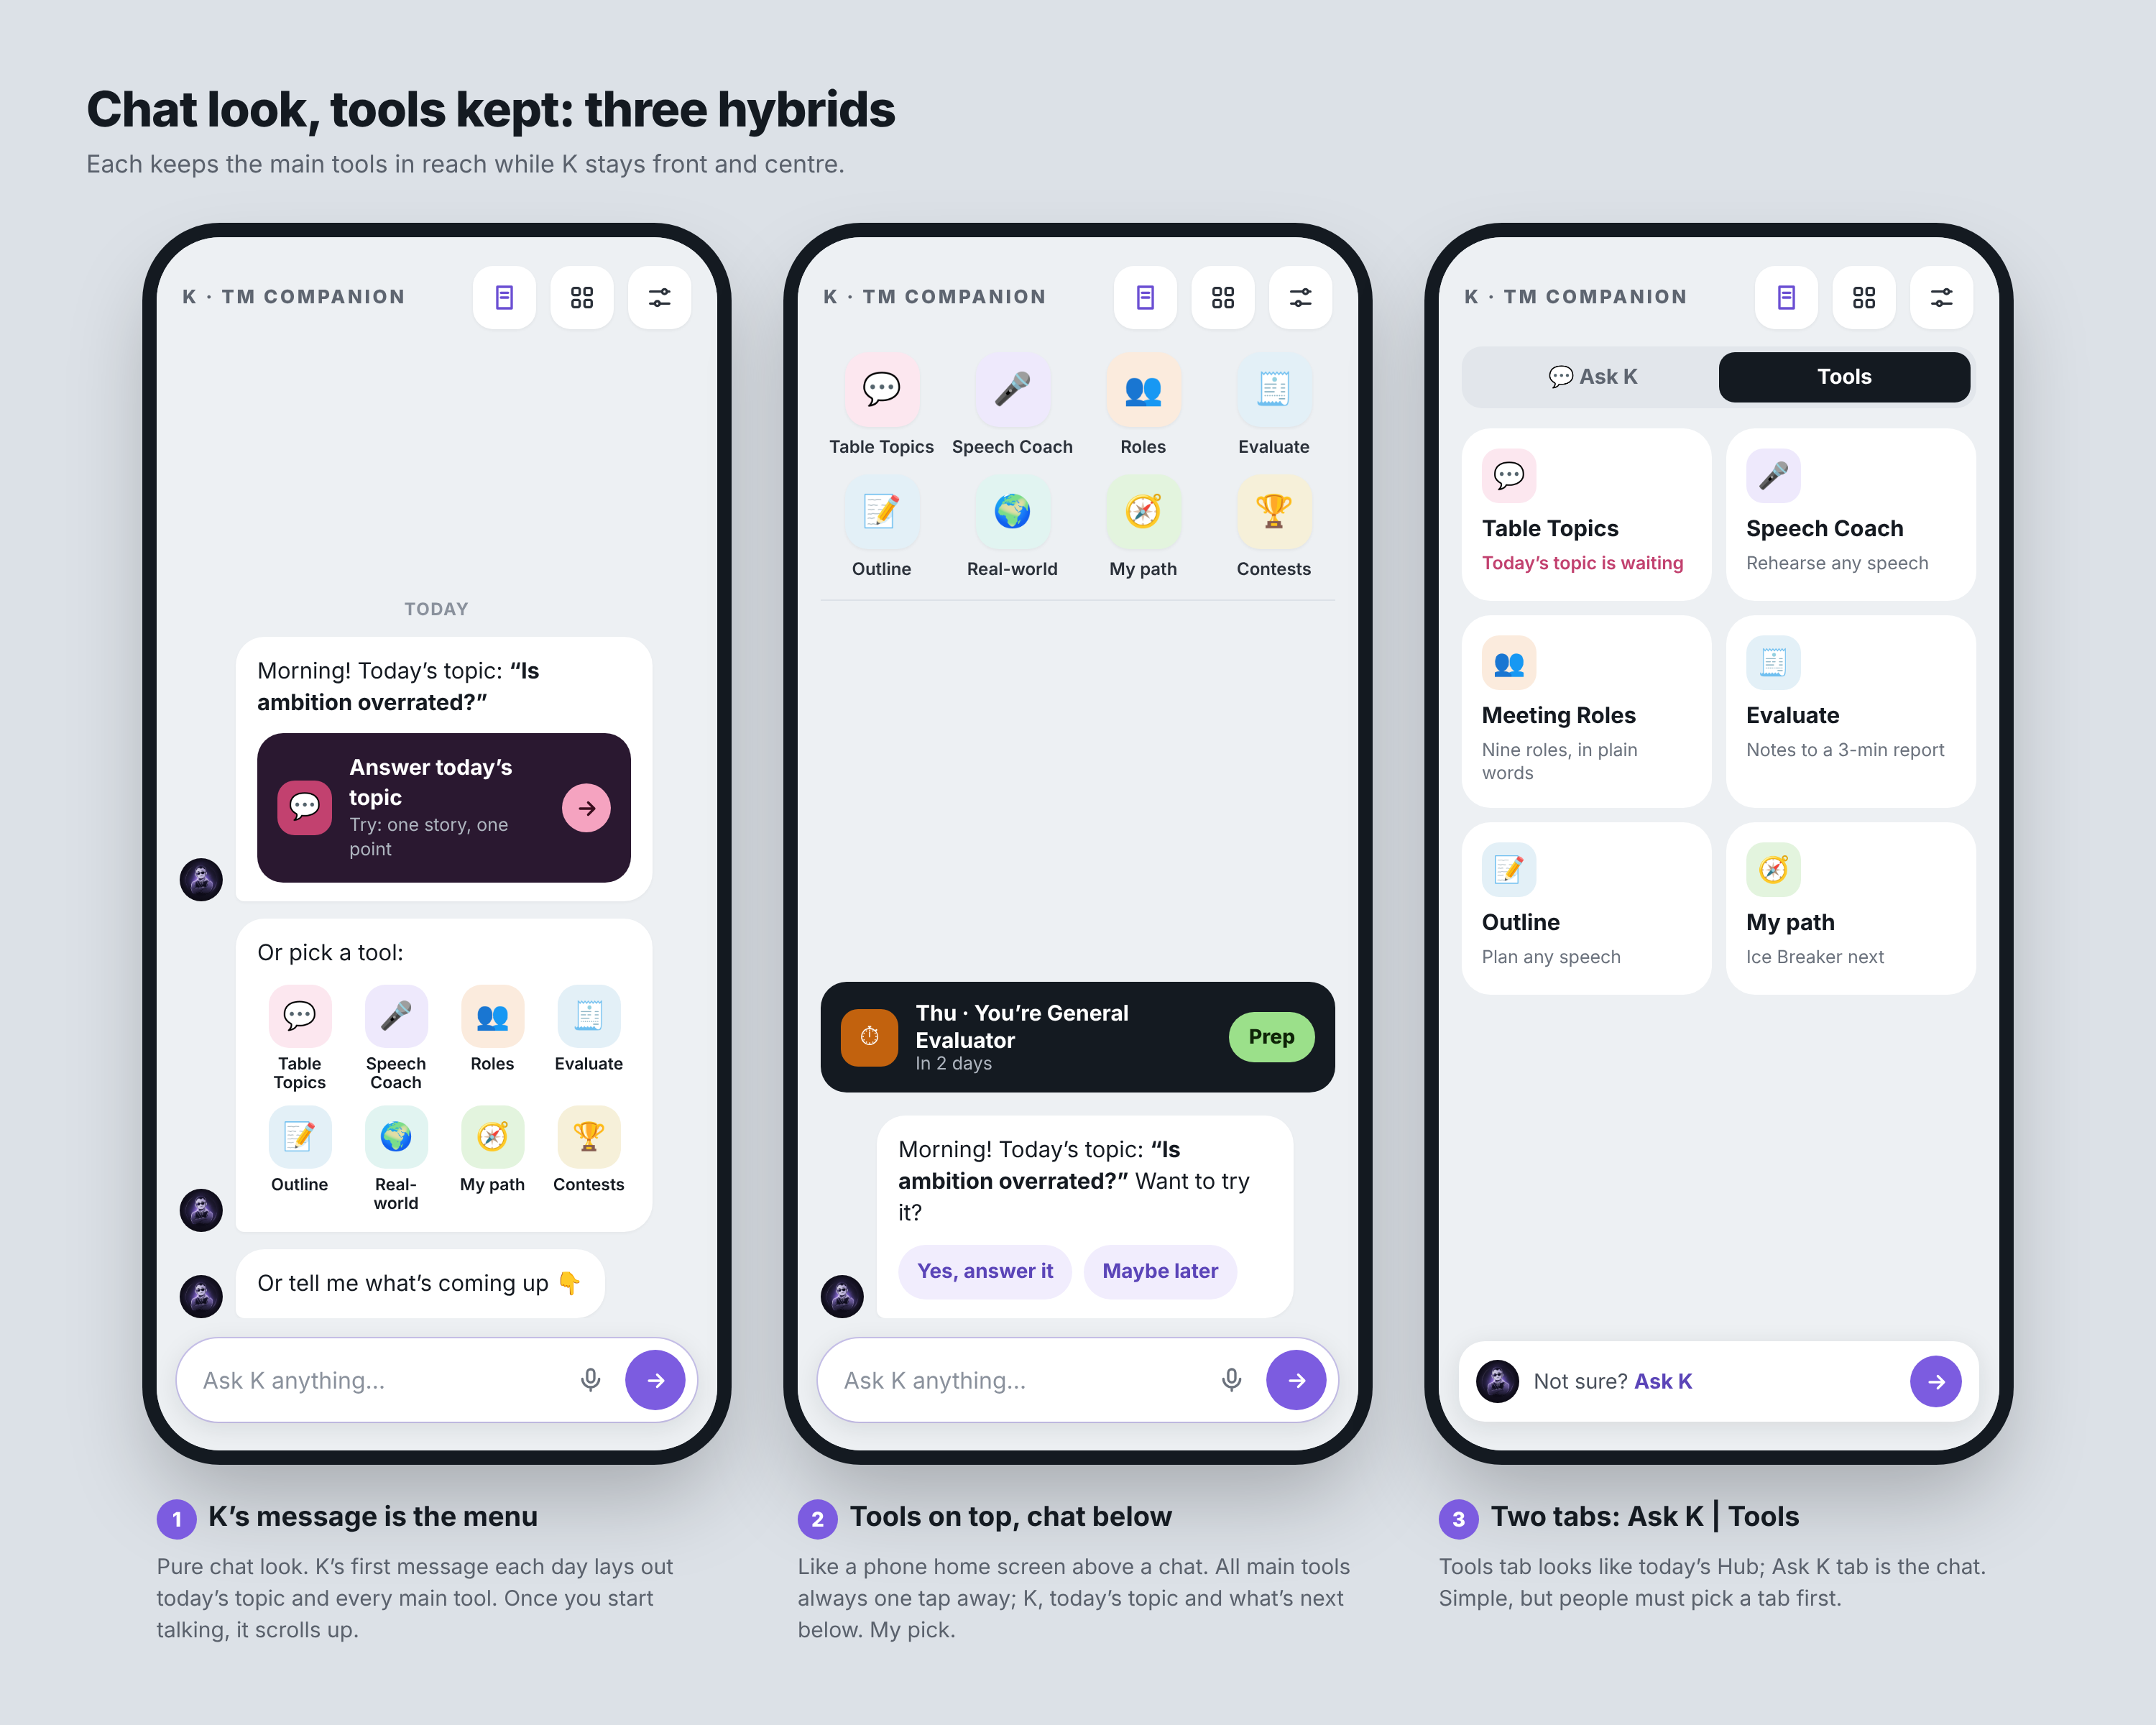 Chat look, tools kept: three hybrids
Each keeps the main tools in reach while K stays front and centre.
K · TM COMPANION
TODAY
Morning! Today’s topic: “Is
ambition overrated?”
Answer today’s
topic
Try: one story, one
point
Or pick a tool:
Table
Topics
Speech
Coach
Roles
Evaluate
Outline
Real-
world
My path
Contests
Or tell me what’s coming up 👇
Ask K anything...
1 K’s message is the menu
Pure chat look. K’s first message each day lays out
today’s topic and every main tool. Once you start
talking, it scrolls up.
K · TM COMPANION
Table Topics
Speech Coach
Roles
Evaluate
Outline
Real-world
My path
Contests
Thu · You’re General
Evaluator
In 2 days
Prep
Morning! Today’s topic: “Is
ambition overrated?” Want to try
it?
Yes, answer it
Maybe later
Ask K anything...
2 Tools on top, chat below
Like a phone home screen above a chat. All main tools
always one tap away; K, today’s topic and what’s next
below. My pick.
K · TM COMPANION
💬 Ask K
Tools
Table Topics
Today’s topic is waiting
Speech Coach
Rehearse any speech
Meeting Roles
Nine roles, in plain
words
Evaluate
Notes to a 3-min report
Outline
Plan any speech
My path
Ice Breaker next
Not sure? Ask K
3 Two tabs: Ask K | Tools
Tools tab looks like today’s Hub; Ask K tab is the chat.
Simple, but people must pick a tab first.